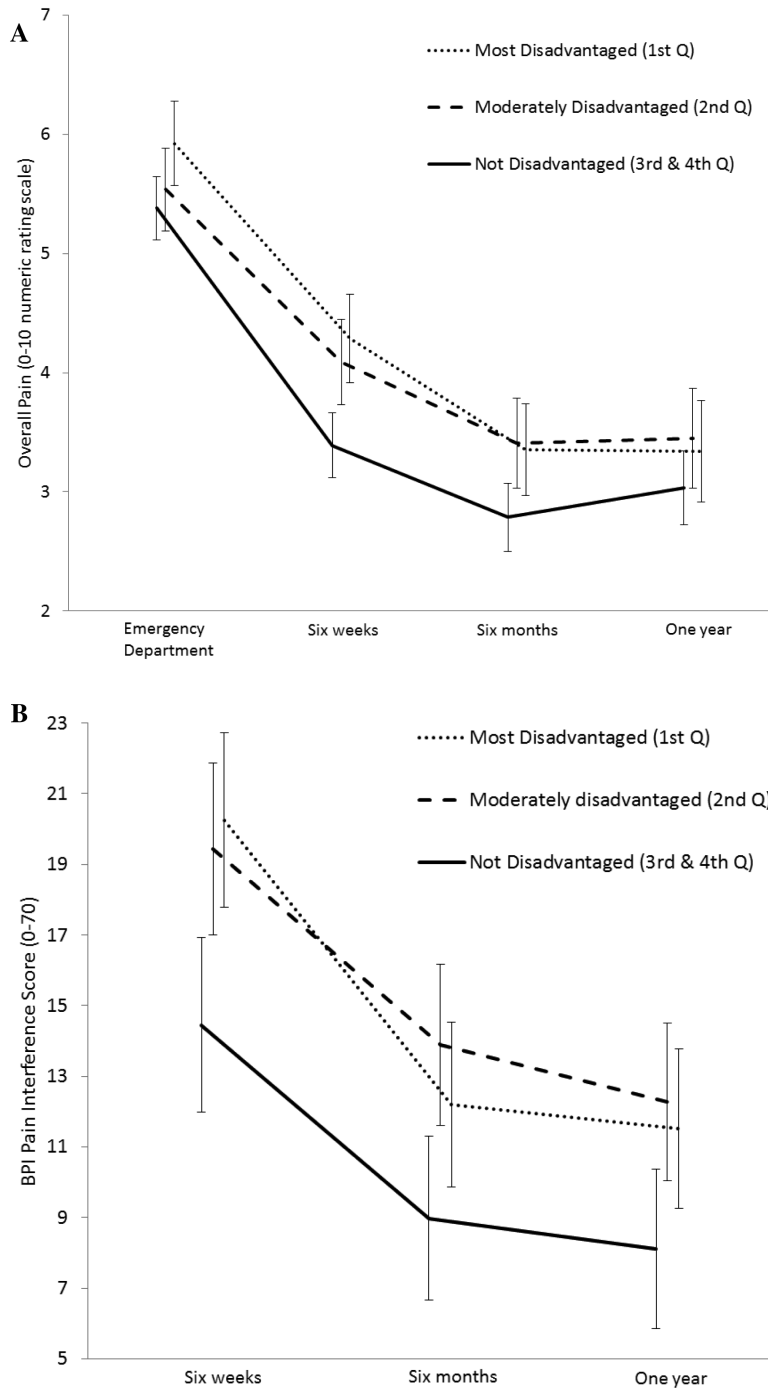 A
7
6
5
4
3
2
Overall Pain (0-10 numeric rating scale)
Most Disadvantaged (1st Q)
Moderately Disadvantaged (2nd Q)
Not Disadvantaged (3rd & 4th Q)
Emergency
Department
Six weeks
Six months
One year
B
23
21
19
17
15
13
11
9
7
5
BPI Pain Interference Score (0-70)
Most Disadvantaged (1st Q)
Moderately disadvantaged (2nd Q)
Not Disadvantaged (3rd & 4th Q)
Six weeks
Six months
One year